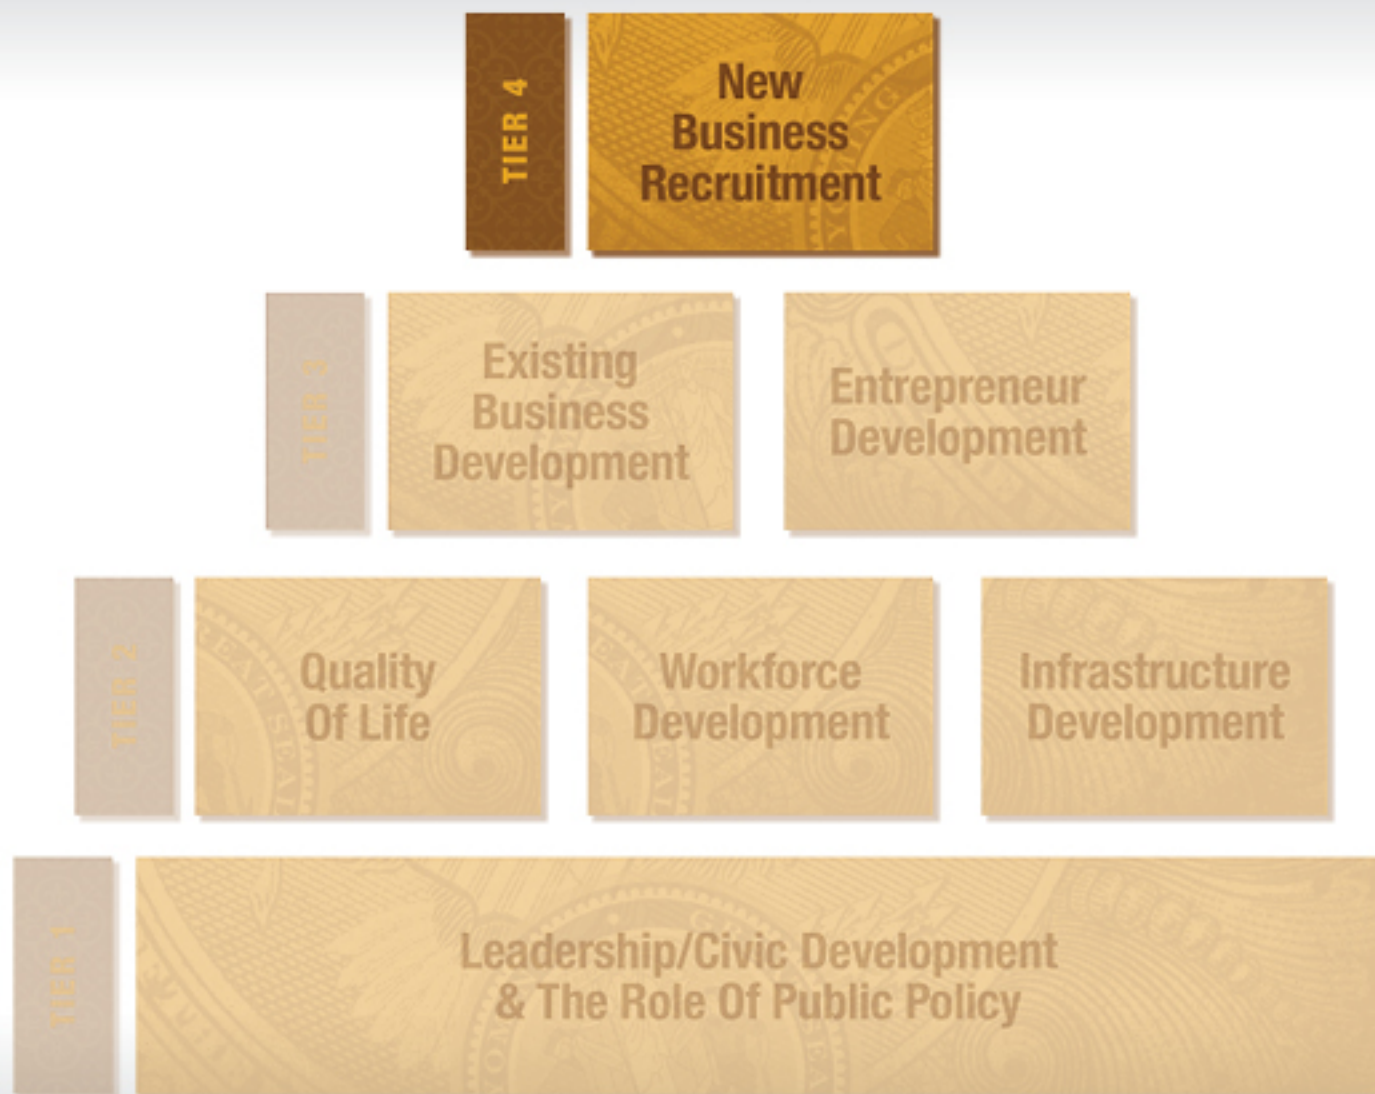 TIER 4
New
Business
Recruitment
TIER 3
Existing
Business
Development
Entrepreneur
Development
TIER 2
Quality
Of Life
Workforce
Development
Infrastructure
Development
TIER 1
Leadership/Civic Development
& The Role Of Public Policy